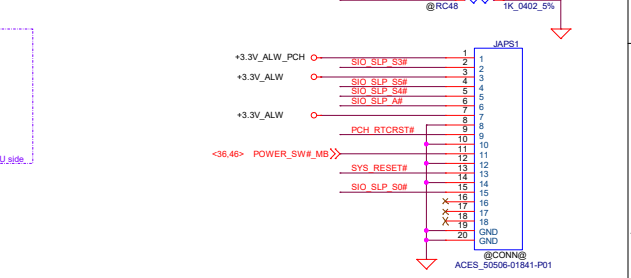 @RC48 1K_0402_5%
JAPS1
+3.3V_ALW_PCH 1 1
SIO_SLP_S3# 2 2
+3.3V_ALW 3 3
SIO_SLP_S5# 4 4
SIO_SLP_S4# 5 5
SIO_SLP_A# 6 6
+3.3V_ALW 7 7
8 8
PCH_RTCRST# 9 9
10 10
<36,46> POWER_SW#_MB 11 11
U side
12 12
SYS_RESET# 13 13
14 14
SIO_SLP_S0# 15 15
16 16
17 17
18 18
19 GND
20 GND
@CONN@
ACES_50506-01841-P01